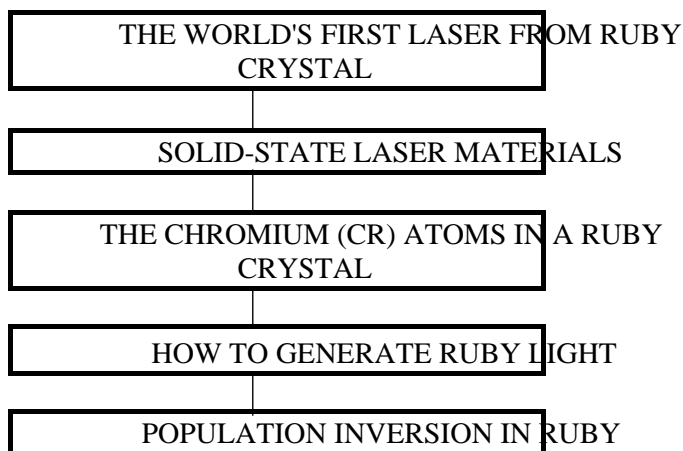 THE WORLD'S FIRST LASER FROM RUBY
CRYSTAL
SOLID-STATE LASER MATERIALS
THE CHROMIUM (CR) ATOMS IN A RUBY
CRYSTAL
HOW TO GENERATE RUBY LIGHT
POPULATION INVERSION IN RUBY